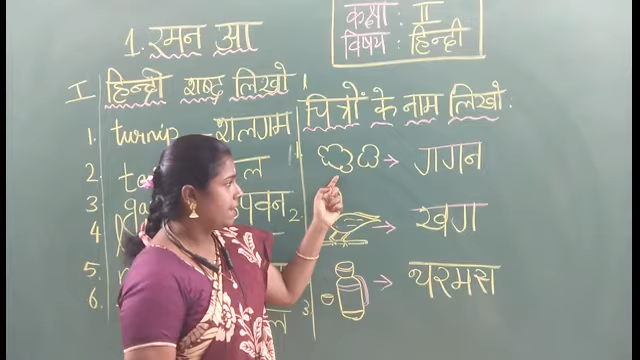 1. रमन आ
कक्षा : II
विषय : हिन्दी
I हिन्दी शब्द लिखो
1. turnip - शलगम
2.
3
पवन
4
5.
6.
चित्रों के नाम लिखो.
1. → गगन
2. → खग
3. → थरमस